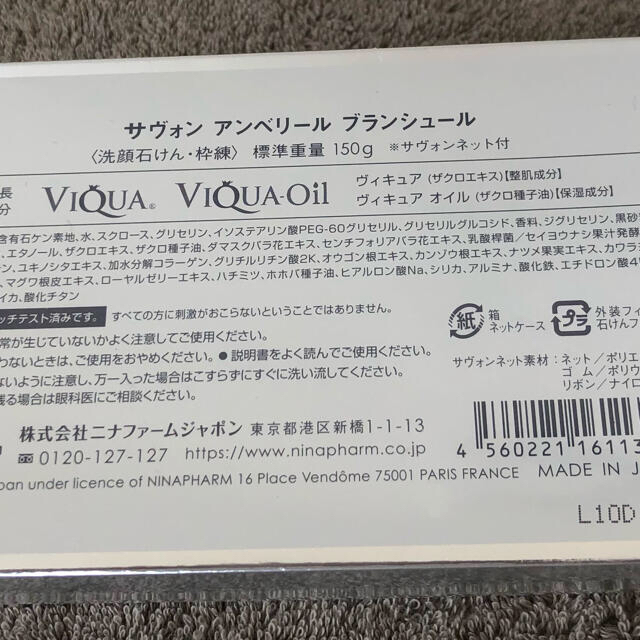 サヴォン アンベリール ブランシュール
〈洗顔石けん・枠練〉 標準重量 150g ※サヴォンネット付
長
分
VIQUA® VIQUA-Oil
ヴィキュア (ザクロエキス)【整肌成分】
ヴィキュア オイル (ザクロ種子油)【保湿成分】
含有石ケン素地、水、スクロース、グリセリン、イソステアリン酸PEG-60グリセリル、グリセリルグルコシド、香料、ジグリセリン、黒砂
、エタノール、ザクロエキス、ザクロ種子油、ダマスクバラ花エキス、センチフォリアバラ花エキス、乳酸桿菌/セイヨウナシ果汁発酵
ン、ユキノシタエキス、加水分解コラーゲン、グリチルリチン酸2K、オウゴン根エキス、カンゾウ根エキス、ナツメ果実エキス、カワラ
ス、マグワ根皮エキス、ローヤルゼリーエキス、ハチミツ、ホホバ種子油、ヒアルロン酸Na、シリカ、アルミナ、酸化鉄、エチドロン酸4
イカ、酸化チタン
ッチテスト済みです。 すべての方に刺激がおこらないということではありません。
常が生じていないかよく注意してご使用ください。
わないときは、ご使用をおやめください。●説明書をよく読んでご使用ください。
ないように注意し、万一入った場合はこすらずにすぐに洗い流してください。
残る場合は眼科医にご相談ください。
紙 箱
ネットケース
プラ 外装フィ
石けんフ
サヴォンネット素材：ネット/ポリエ
ゴム/ポリウ
リボン/ナイロ
株式会社ニナファームジャポン 東京都港区新橋1-1-13
0120-127-127 https://www.ninapharm.co.jp/
pan under licence of NINAPHARM 16 Place Vendôme 75001 PARIS FRANCE
4 560221 16113
MADE IN J
L10D